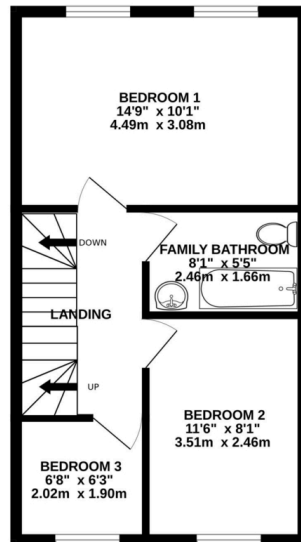 BEDROOM 1
14'9" x 10'1"
4.49m x 3.08m
DOWN
FAMILY BATHROOM
8'1" x 5'5"
2.46m x 1.66m
LANDING
UP
BEDROOM 2
11'6" x 8'1"
3.51m x 2.46m
BEDROOM 3
6'8" x 6'3"
2.02m x 1.90m